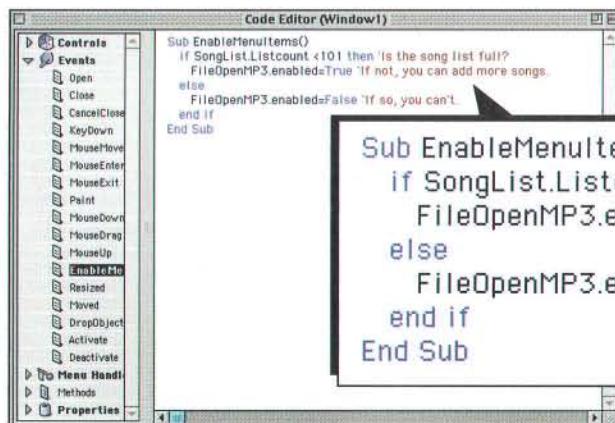 Code Editor (Window1)
Controls
Events
Open
Close
CancelClose
KeyDown
MouseMove
MouseEnter
MouseExit
Paint
MouseDown
MouseDrag
MouseUp
EnableMe
Resized
Moved
DropObject
Activate
Deactivate
Menu Handl
Methods
Properties
Sub EnableMenuItems()
if SongList.Listcount <101 then 'Is the song list full?
FileOpenMP3.enabled=True 'If not, you can add more songs.
else
FileOpenMP3.enabled=False 'If so, you can't.
end if
End Sub
Sub EnableMenuIte
if SongList.List
FileOpenMP3.e
else
FileOpenMP3.e
end if
End Sub